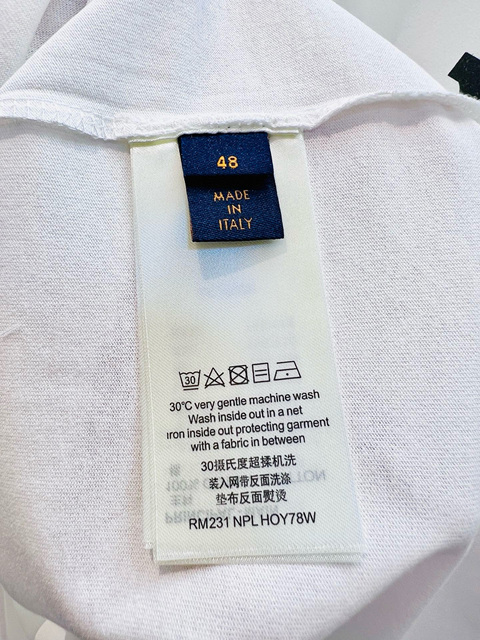 48
MADE
IN
ITALY
30
30°C very gentle machine wash
Wash inside out in a net
Iron inside out protecting garment
with a fabric in between
30摄氏度超揉机洗
装入网带反面洗涤
垫布反面熨烫
RM231 NPL HOY78W